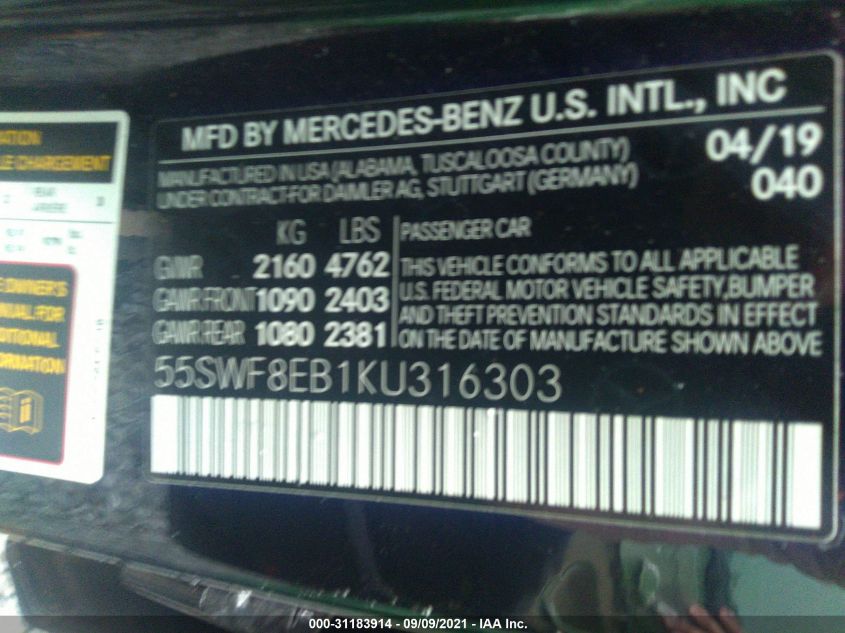 MFD BY MERCEDES-BENZ U.S. INTL., INC
MANUFACTURED IN USA (ALABAMA, TUSCALOOSA COUNTY) 04/19
UNDER CONTRACT-FOR DAIMLER AG, STUTTGART (GERMANY) 040
KG LBS PASSENGER CAR
GVWR 2160 4762 THIS VEHICLE CONFORMS TO ALL APPLICABLE
GAWR FRONT 1090 2403 U.S. FEDERAL MOTOR VEHICLE SAFETY, BUMPER
GAWR REAR 1080 2381 AND THEFT PREVENTION STANDARDS IN EFFECT
ON THE DATE OF MANUFACTURE SHOWN ABOVE
55SWF8EB1KU316303
CHARGEMENT
OWNER'S
FOR
000-31183914 - 09/09/2021 - IAA Inc.